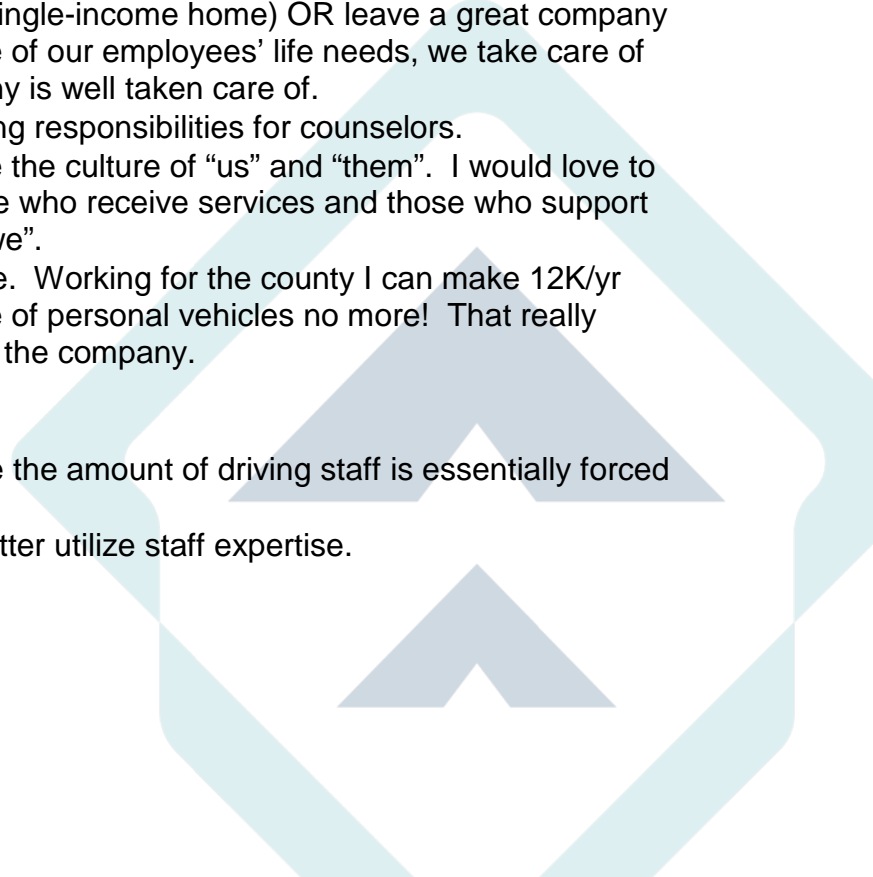 ingle-income home) OR leave a great company
e of our employees’ life needs, we take care of
ny is well taken care of.
ng responsibilities for counselors.
e the culture of “us” and “them”.  I would love to
e who receive services and those who support
ve”.
e.  Working for the county I can make 12K/yr
e of personal vehicles no more!  That really
the company.
e the amount of driving staff is essentially forced
tter utilize staff expertise.